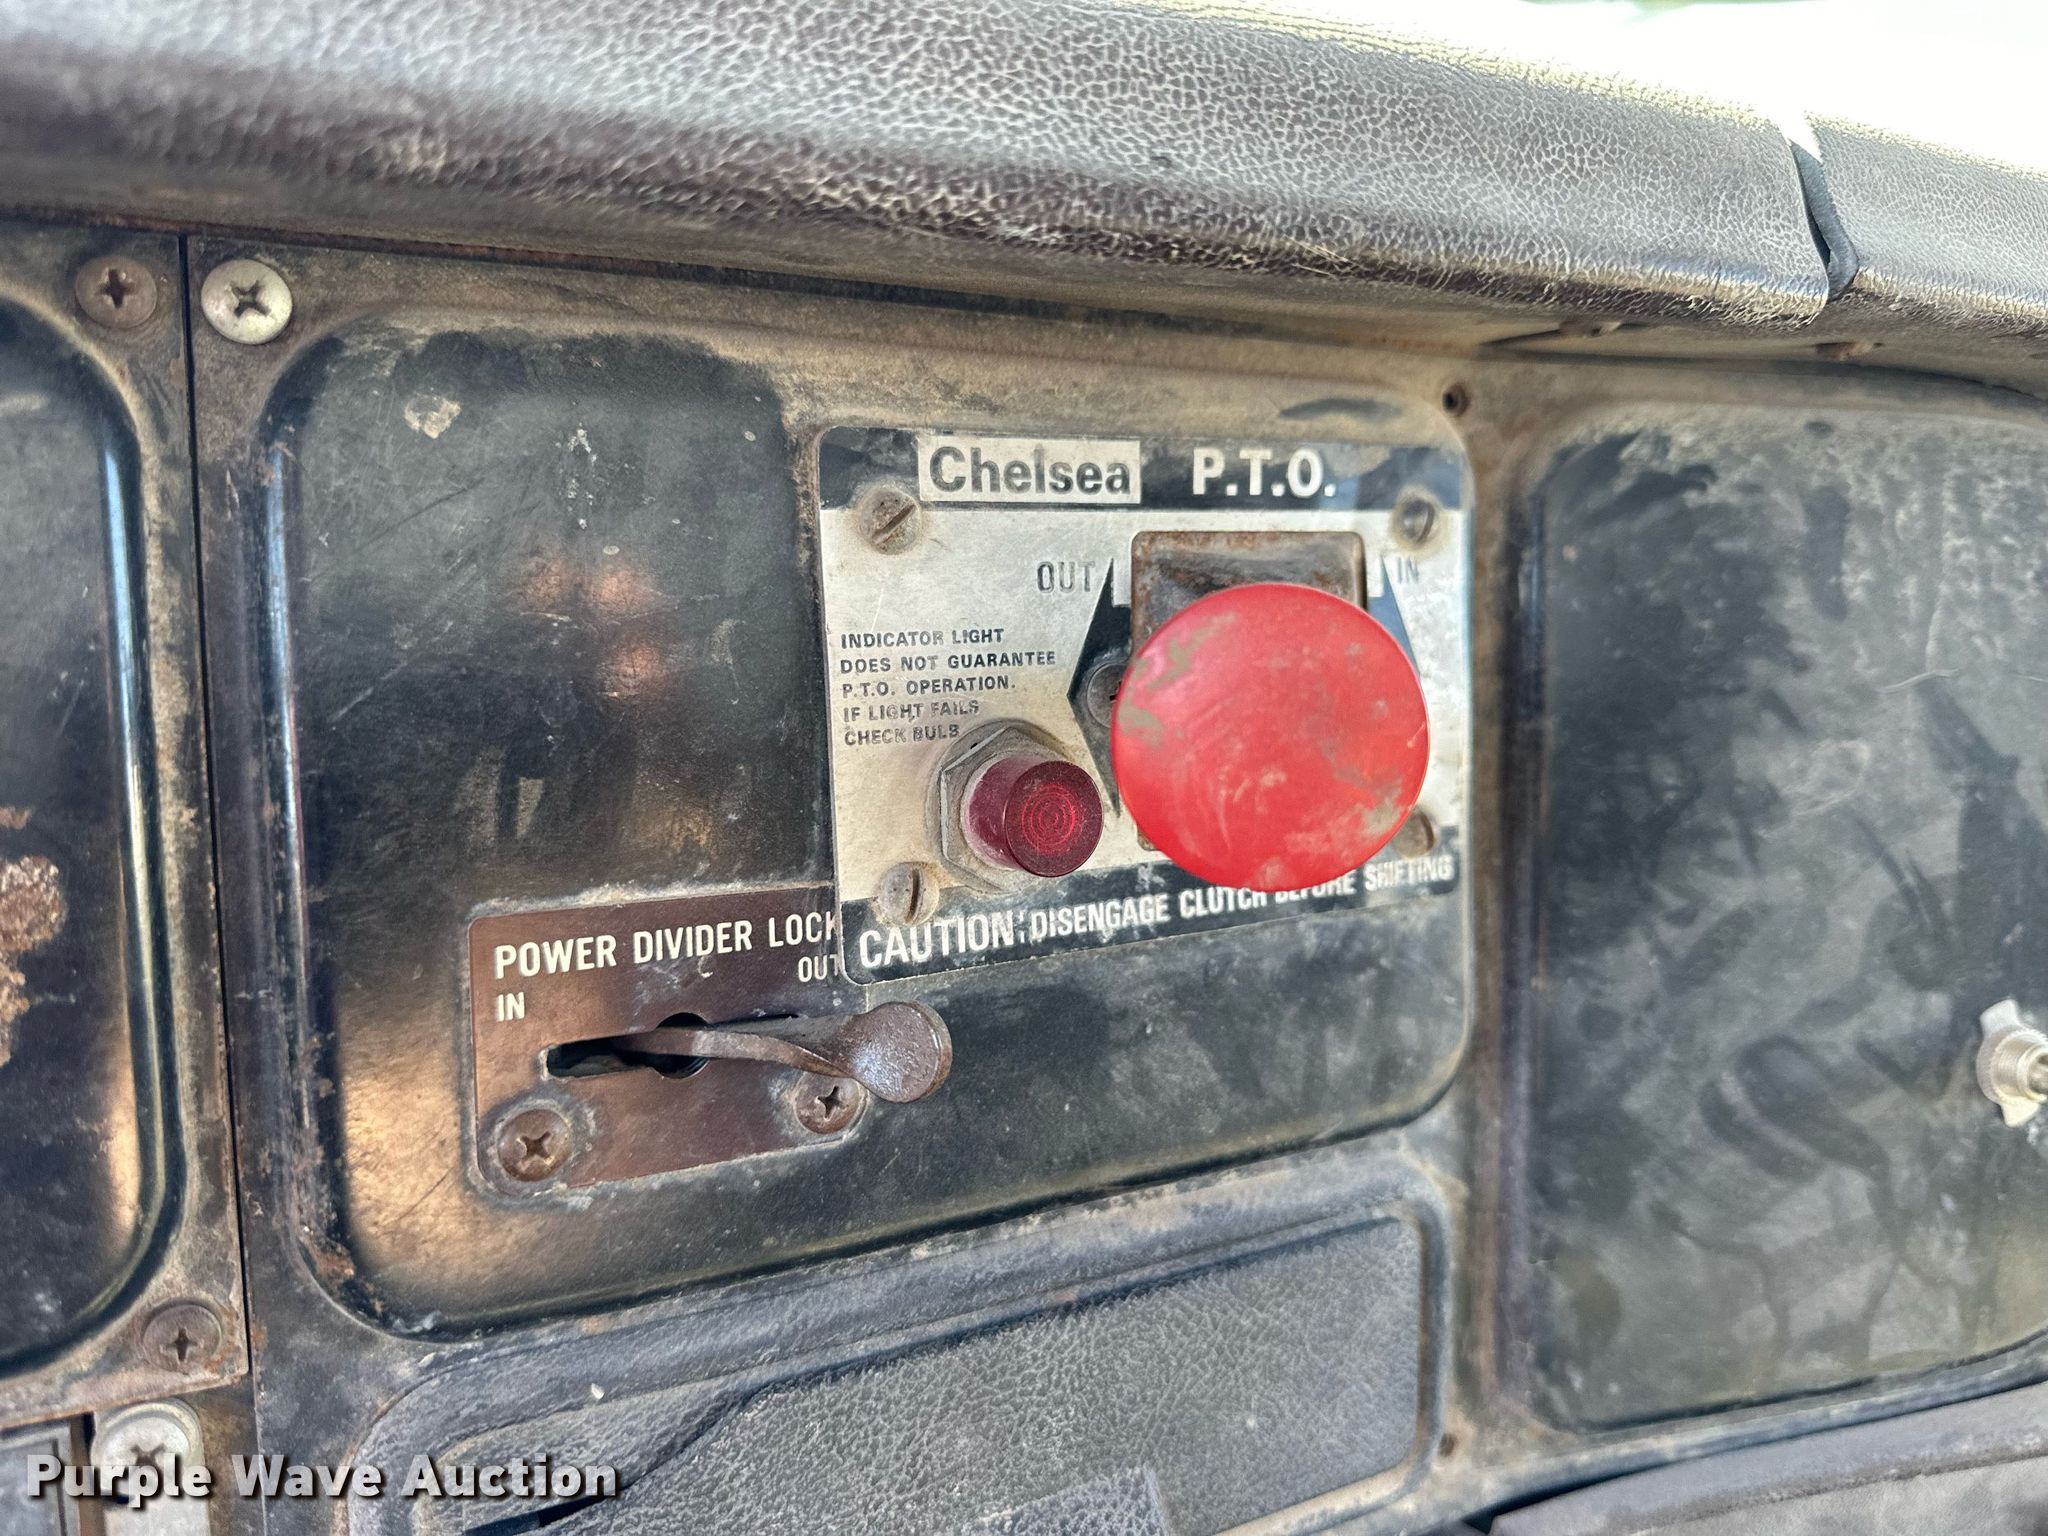 Chelsea P.T.O.
OUT IN
INDICATOR LIGHT
DOES NOT GUARANTEE
P.T.O. OPERATION.
IF LIGHT FAILS
CHECK BULB
CAUTION: DISENGAGE CLUTCH BEFORE SHIFTING
POWER DIVIDER LOCK
OUT
IN
Purple Wave Auction